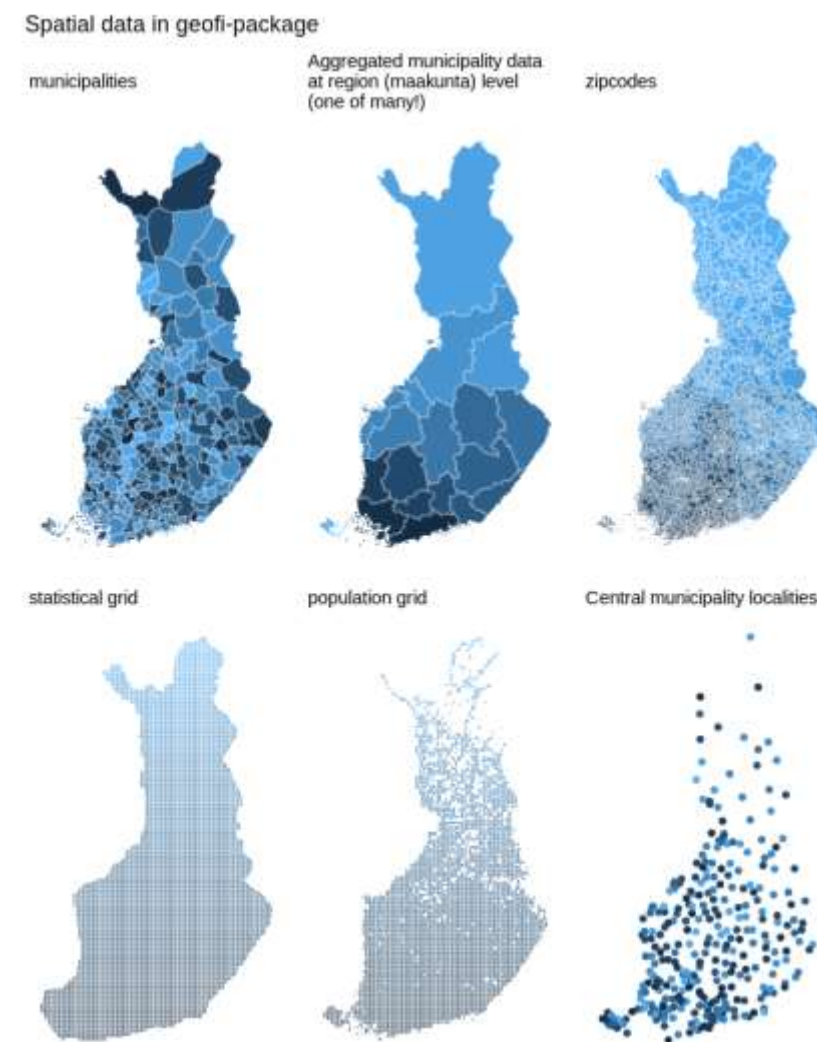 Spatial data in geofi-package
municipalities
Aggregated municipality data
at region (maakunta) level
(one of many!)
zipcodes
statistical grid
population grid
Central municipality localities